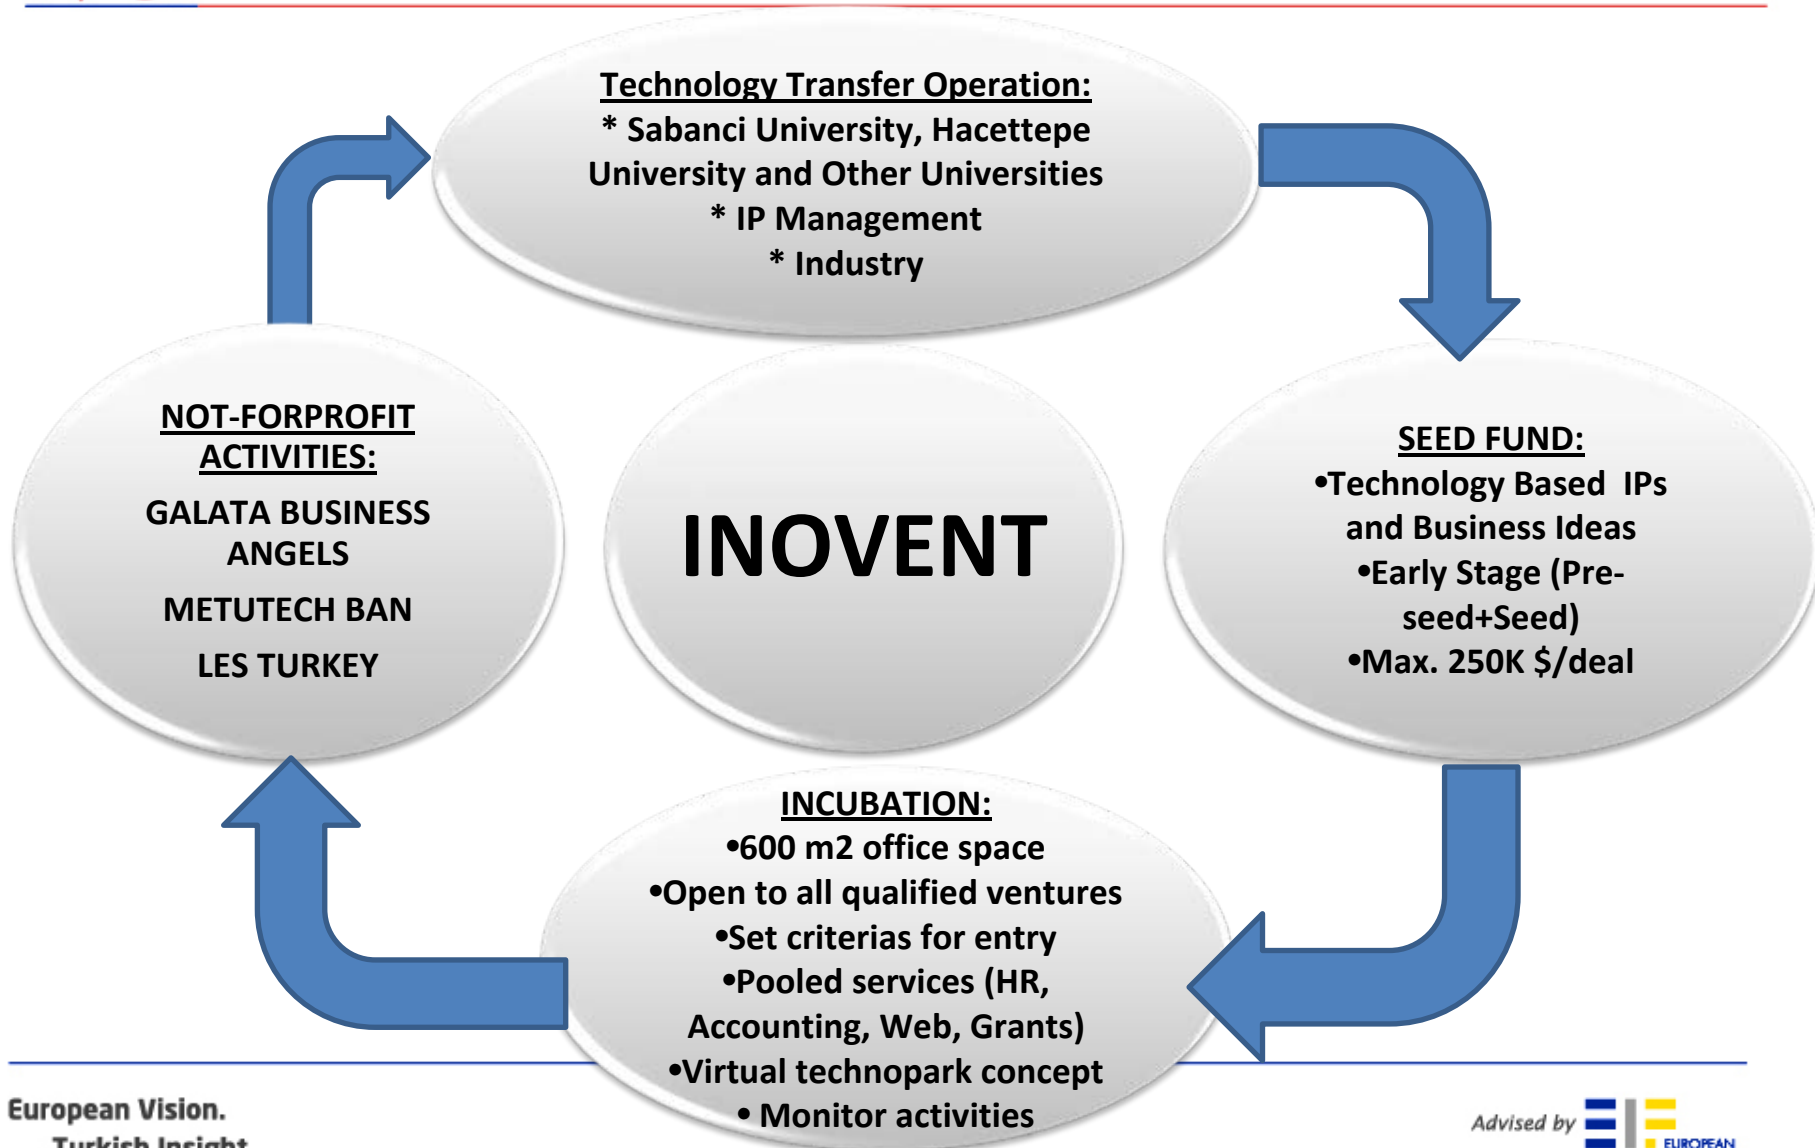 Technology Transfer Operation:
* Sabanci University, Hacettepe
University and Other Universities
* IP Management
* Industry
NOT-FORPROFIT
ACTIVITIES:
GALATA BUSINESS
ANGELS
METUTECH BAN
LES TURKEY
INOVENT
SEED FUND:
•Technology Based IPs
and Business Ideas
•Early Stage (Pre-
seed+Seed)
•Max. 250K $/deal
INCUBATION:
•600 m2 office space
•Open to all qualified ventures
•Set criterias for entry
•Pooled services (HR,
Accounting, Web, Grants)
•Virtual technopark concept
• Monitor activities
European Vision.
Turkish Insight
Advised by
EUROPEAN